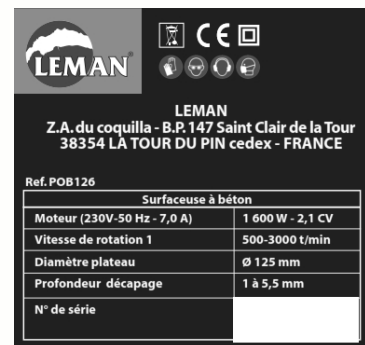 LEMAN
CE
LEMAN
Z.A. du coquilla - B.P. 147 Saint Clair de la Tour
38354 LA TOUR DU PIN cedex - FRANCE
Ref. POB126
Surfaceuse à béton
Moteur (230V-50 Hz - 7,0 A) 1 600 W - 2,1 CV
Vitesse de rotation 1 500-3000 t/min
Diamètre plateau Ø 125 mm
Profondeur décapage 1 à 5,5 mm
N° de série